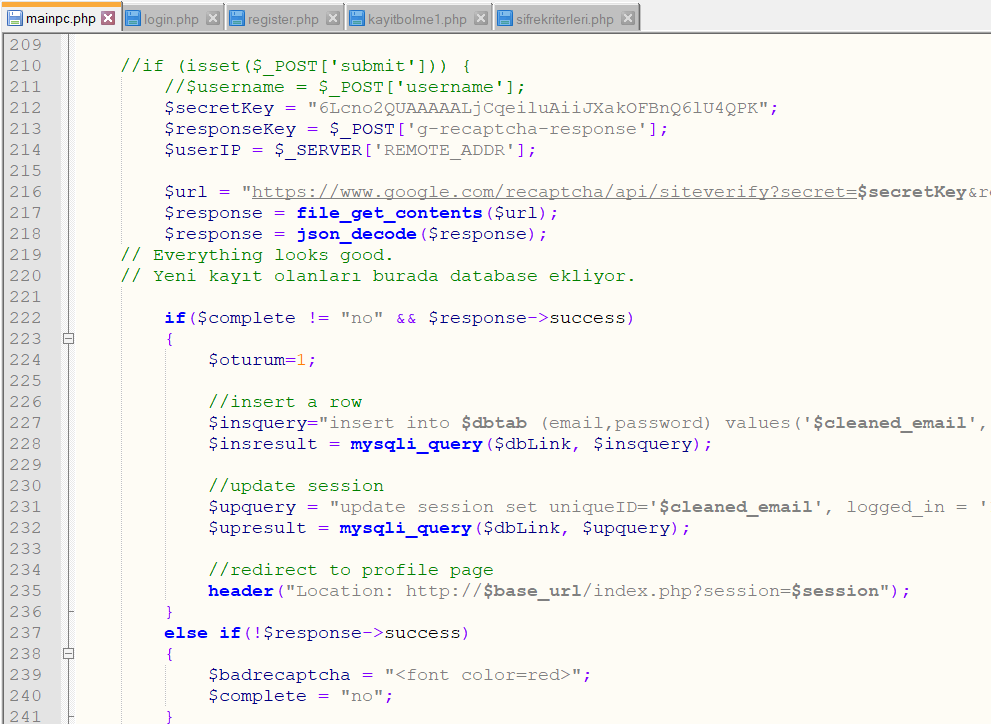 mainpc.php login.php register.php kayitbolme1.php sifrekriterleri.php
209
210 //if (isset($_POST['submit'])) {
211 //$username = $_POST['username'];
212 $secretKey = "6Lcno2QUAAAAALjCqeiluAiiJXakOFBnQ6lU4QPK";
213 $responseKey = $_POST['g-recaptcha-response'];
214 $userIP = $_SERVER['REMOTE_ADDR'];
215
216 $url = "https://www.google.com/recaptcha/api/siteverify?secret=$secretKey&re
217 $response = file_get_contents($url);
218 $response = json_decode($response);
219 // Everything looks good.
220 // Yeni kayıt olanları burada database ekliyor.
221
222 if($complete != "no" && $response->success)
223 {
224 $oturum=1;
225
226 //insert a row
227 $insquery="insert into $dbtab (email,password) values('$cleaned_email',
228 $insresult = mysqli_query($dbLink, $insquery);
229
230 //update session
231 $upquery = "update session set uniqueID='$cleaned_email', logged_in = '
232 $upresult = mysqli_query($dbLink, $upquery);
233
234 //redirect to profile page
235 header("Location: http://$base_url/index.php?session=$session");
236 }
237 else if(!$response->success)
238 {
239 $badrecaptcha = "<font color=red>";
240 $complete = "no";
241 }